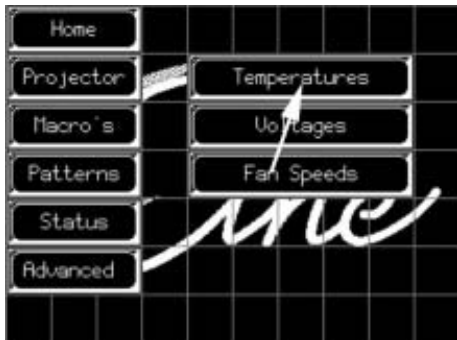 Home
Projector
Temperatures
Macro's
Voltages
Patterns
Fan Speeds
Status
Advanced